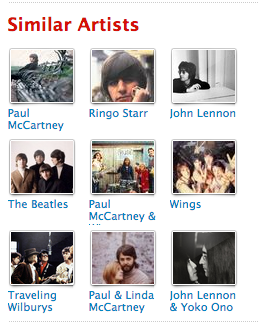 Similar Artists
Paul McCartney
Ringo Starr
John Lennon
The Beatles
Paul McCartney &
Wings
Traveling Wilburys
Paul & Linda McCartney
John Lennon & Yoko Ono